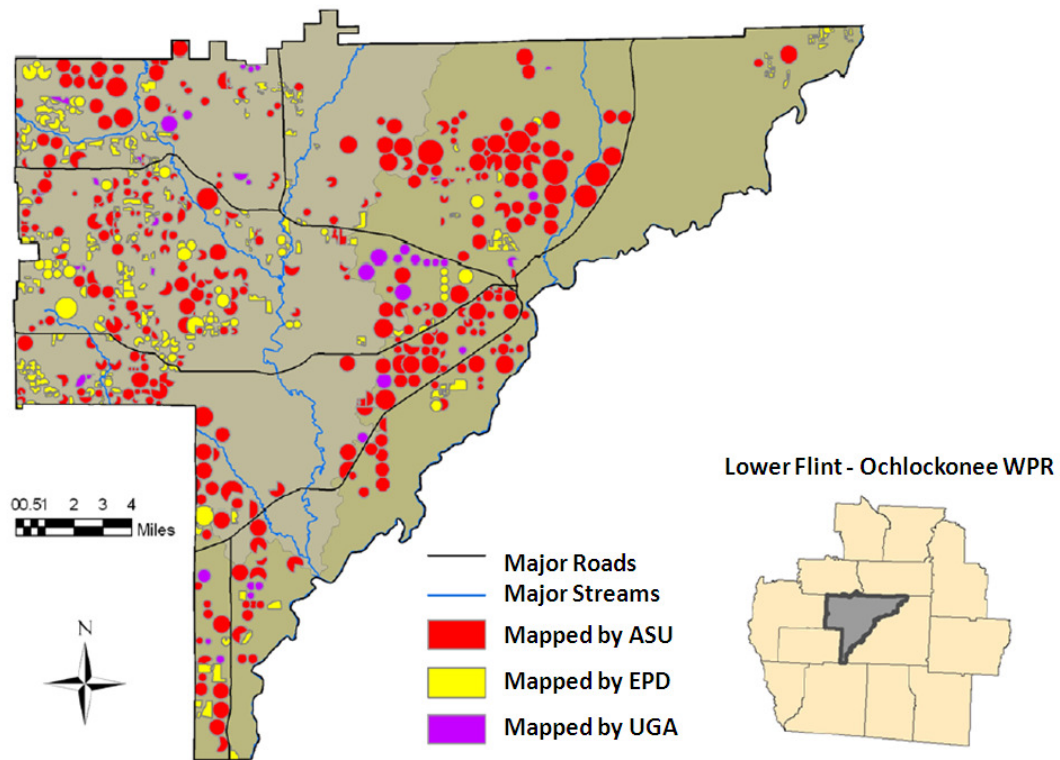 Lower Flint - Ochlockonee WPR
00.51 2 3 4
Miles
N
Major Roads
Major Streams
Mapped by ASU
Mapped by EPD
Mapped by UGA